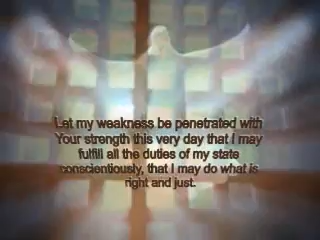 Let my weakness be penetrated with
Your strength this very day that I may
fulfill all the duties of my state
conscientiously, that I may do what is
right and just.